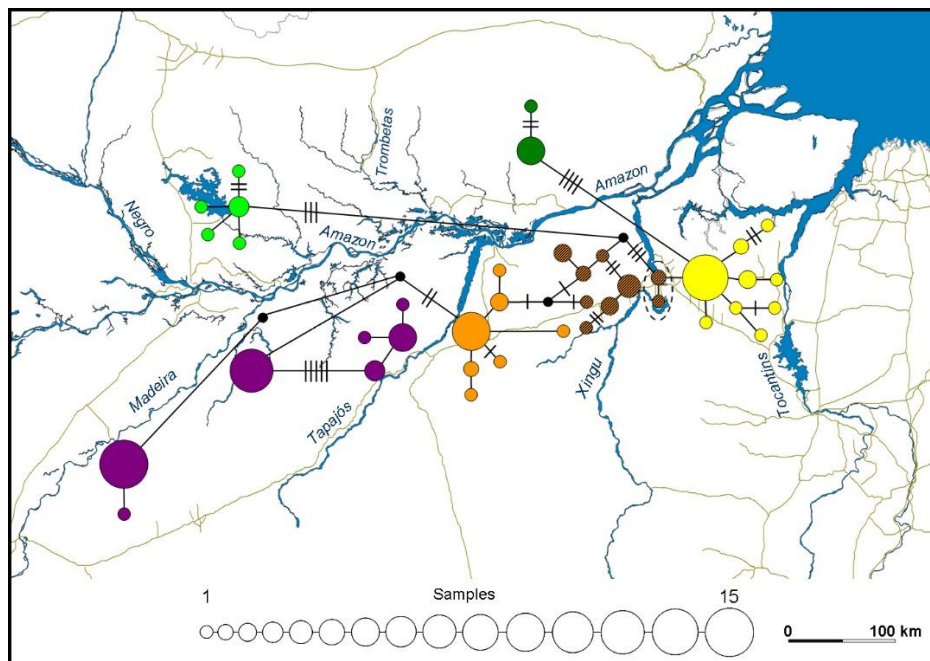 Trombetas
Amazon
Negro
Amazon
Madeira
Tapajós
Xingu
Tocantins
1
Samples
15
0
100 km